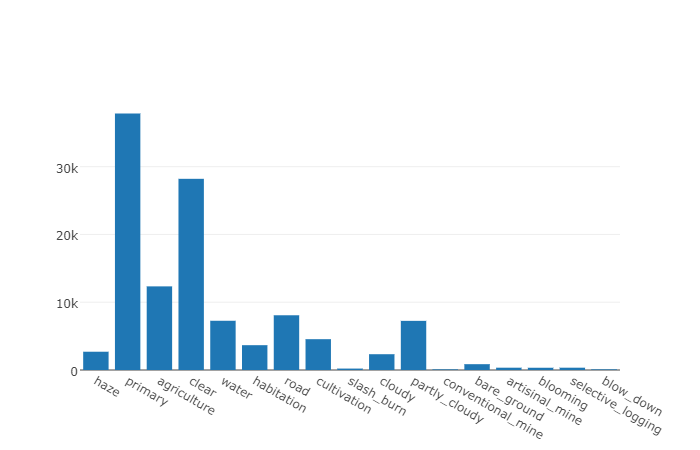 30k
20k
10k
0
haze
primary
agriculture
clear
water
habitation
road
cultivation
slash_burn
cloudy
partly_cloudy
conventional_mine
bare_ground
artisinal_mine
blooming
selective_logging
blow_down